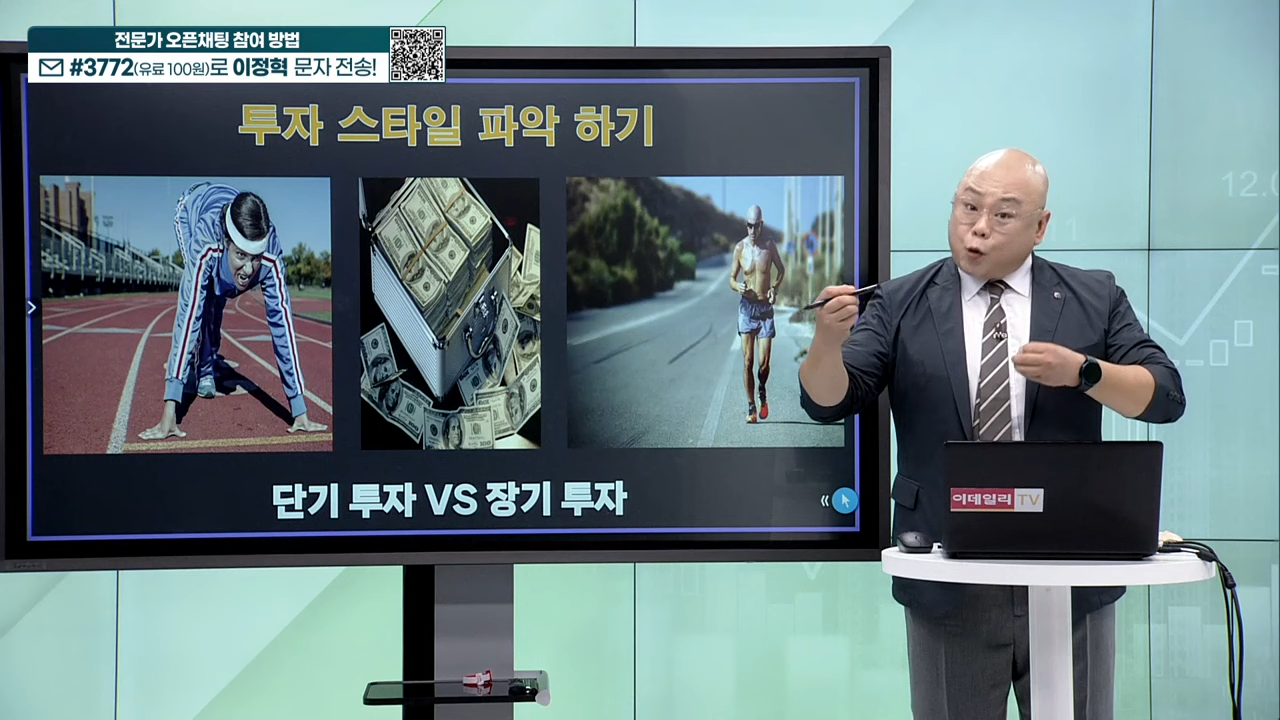 전문가 오픈채팅 참여 방법
#3772(유료 100원)로 이정혁 문자 전송!
투자 스타일 파악 하기
단기 투자 VS 장기 투자
이데일리TV
12.0